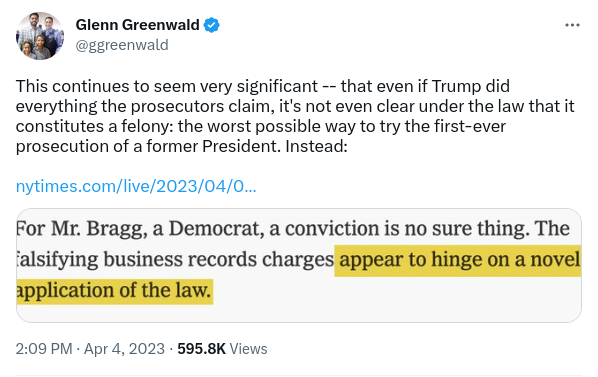 Glenn Greenwald
@ggreenwald
This continues to seem very significant -- that even if Trump did
everything the prosecutors claim, it's not even clear under the law that it
constitutes a felony: the worst possible way to try the first-ever
prosecution of a former President. Instead:
nytimes.com/live/2023/04/0...
For Mr. Bragg, a Democrat, a conviction is no sure thing. The
falsifying business records charges appear to hinge on a novel
application of the law.
2:09 PM · Apr 4, 2023 · 595.8K Views